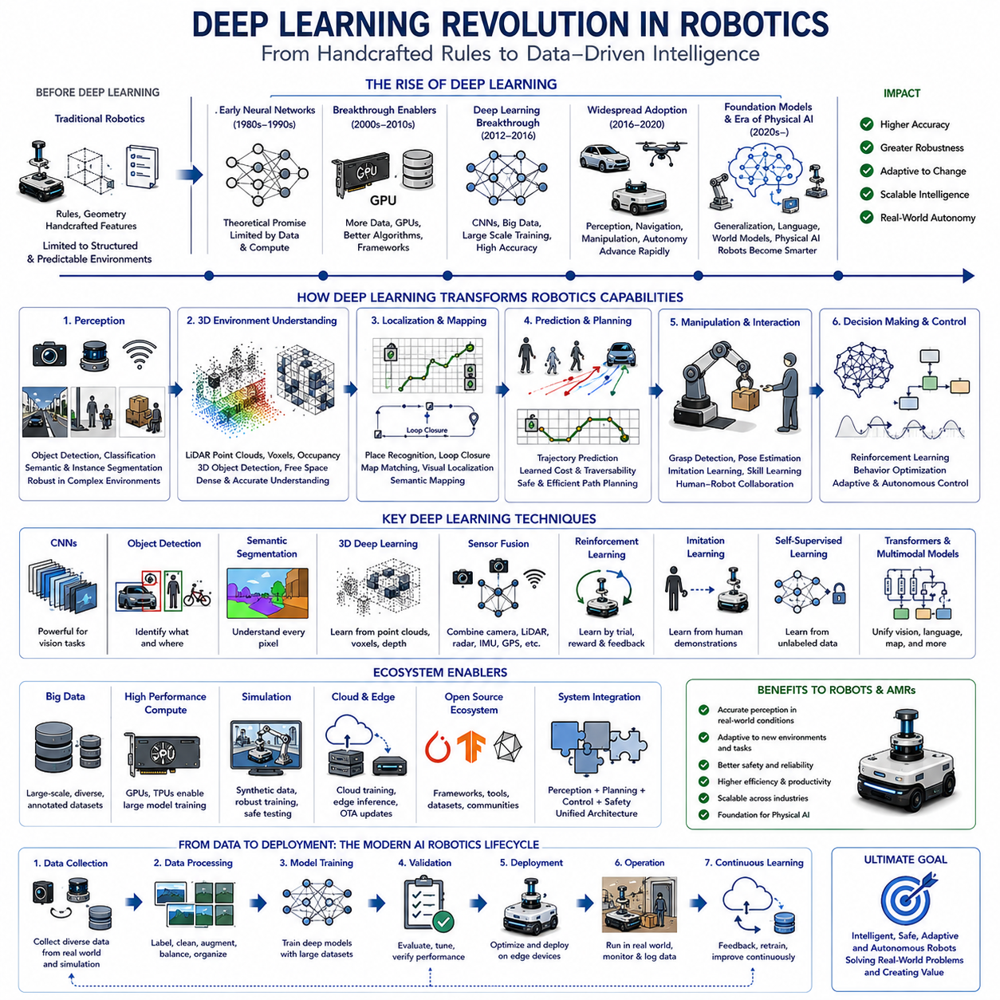 DEEP LEARNING REVOLUTION IN ROBOTICS
From Handcrafted Rules to Data-Driven Intelligence
BEFORE DEEP LEARNING
Traditional Robotics
Rules, Geometry
Handcrafted Features
Limited to Structured
& Predictable Environments
THE RISE OF DEEP LEARNING
. Early Neural Networks
(1980s-1990s)
Theoretical Promise
Limited by Data
& Compute
Breakthrough Enablers
(2000s-2010s)
GPU
GPU
More Data, GPUs,
Better Algorithms,
Frameworks
Deep Learning
Breakthrough
(2012-2016)
CNNs, Big Data,
Large Scale Training,
High Accuracy
Widespread Adoption
(2016-2020)
Perception, Navigation,
Manipulation, Autonomy
Advance Rapidly
Foundation Models
& Era of Physical AI
(2020s-)
Generalization, Language,
World Models, Physical AI
Robots Become Smarter
IMPACT
Higher Accuracy
Greater Robustness
Adaptive to Change
Scalable Intelligence
Real-World Autonomy
HOW DEEP LEARNING TRANSFORMS ROBOTICS CAPABILITIES
1. Perception
Object Detection, Classification
Semantic & Instance Segmentation
Robust in Complex Environments
2. 3D Environment Understanding
LiDAR Point Clouds, Voxels, Occupancy
3D Object Detection, Free Space
Dense & Accurate Understanding
3. Localization & Mapping
Loop Closure
Place Recognition, Loop Closure
Map Matching, Visual Localization
Semantic Mapping
4. Prediction & Planning
Trajectory Prediction
Learned Cost & Traversability
Safe & Efficient Path Planning
5. Manipulation & Interaction
Grasp Detection, Pose Estimation
Imitation Learning, Skill Learning
Human-Robot Collaboration
6. Decision Making & Control
Reinforcement Learning
Behavior Optimization
Adaptive & Autonomous Control
KEY DEEP LEARNING TECHNIQUES
CNNs
Powerful for
vision tasks
Object Detection
Identify what
and where
Semantic
Segmentation
Understand every
pixel
3D Deep Learning
Learn from point clouds,
voxels, depth
Sensor Fusion
Combine camera, LiDAR,
radar, IMU, GPS, etc.
Reinforcement
Learning
Learn by trial,
reward & feedback
Imitation
Learning
Learn from human
demonstrations
Self-Supervised
Learning
Learn from
unlabeled data
Transformers
& Multimodal Models
Unify vision, language,
map, and more
ECOSYSTEM ENABLERS
Big Data
Large-scale, diverse,
annotated datasets
High Performance
Compute
GPUs, TPUs enable
large model training
Simulation
Synthetic data,
robust training,
safe testing
Cloud & Edge
Cloud training,
edge inference,
OTA updates
Open Source
Ecosystem
Frameworks, tools,
datasets, communities
System Integration
Perception + Planning +
Control + Safety
Unified Architecture
BENEFITS TO ROBOTS & AMRs
Accurate perception in
real-world conditions
Adaptive to new environments
and tasks
Better safety and reliability
Higher efficiency & productivity
Scalable across industries
Foundation for Physical AI
FROM DATA TO DEPLOYMENT: THE MODERN AI ROBOTICS LIFECYCLE
1. Data Collection
Collect diverse data
from real world
and simulation
2. Data Processing
Label, clean, augment,
balance, organize
3. Model Training
Train deep models
with large datasets
4. Validation
Evaluate, tune,
verify performance
5. Deployment
Optimize and deploy
on edge devices
6. Operation
Run in real world,
monitor & log data
7. Continuous Learning
Feedback, retrain,
improve continuously
ULTIMATE GOAL
Intelligent, Safe, Adaptive
and Autonomous Robots
Solving Real-World Problems
and Creating Value